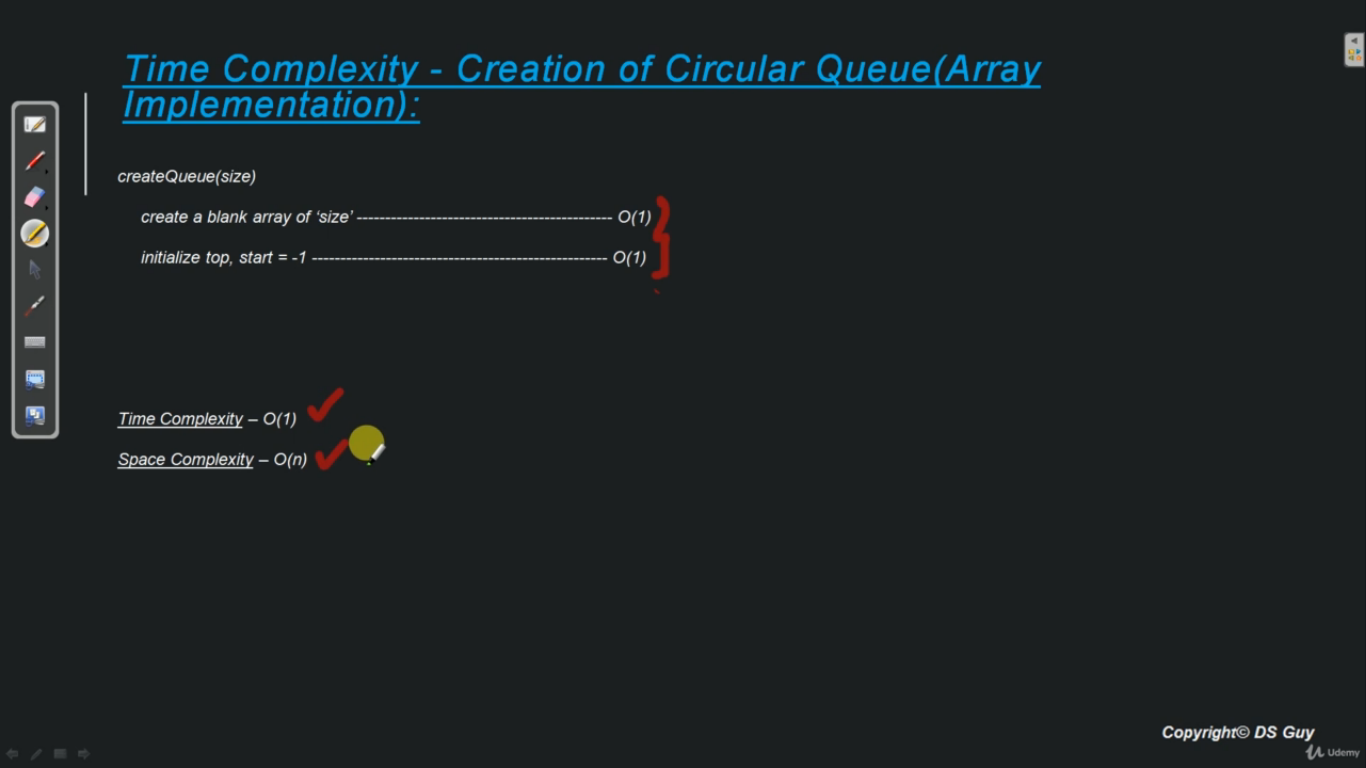 Time Complexity - Creation of Circular Queue(Array
Implementation):
createQueue(size)
create a blank array of ‘size’ --------------------------------------------- O(1)
initialize top, start = -1 ---------------------------------------------------- O(1)
Time Complexity – O(1)
Space Complexity – O(n)
Copyright© DS Guy
Udemy